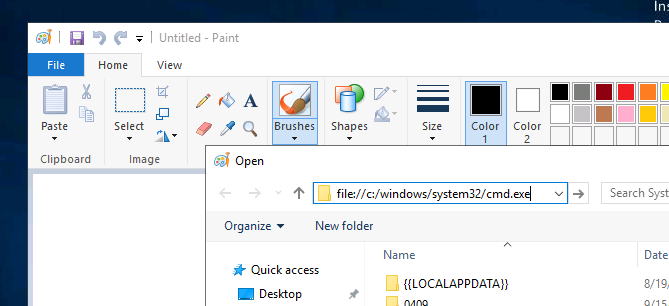 Ins
Untitled - Paint
File Home View
Paste Select Brushes Shapes Size Color 1 Color 2
Clipboard Image
Open
file://c:/windows/system32/cmd.exe Search Sys
Organize New folder
Name Date
Quick access {{LOCALAPPDATA}} 8/19
Desktop 0409 9/15